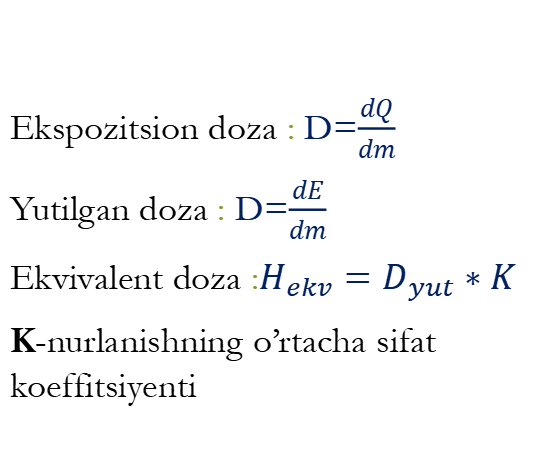 Ekspozitsion doza : D=dQ/dm
Yutilgan doza : D=dE/dm
Ekvivalent doza :H_ekv = D_yut * K
K-nurlanishning o’rtacha sifat
koeffitsiyenti